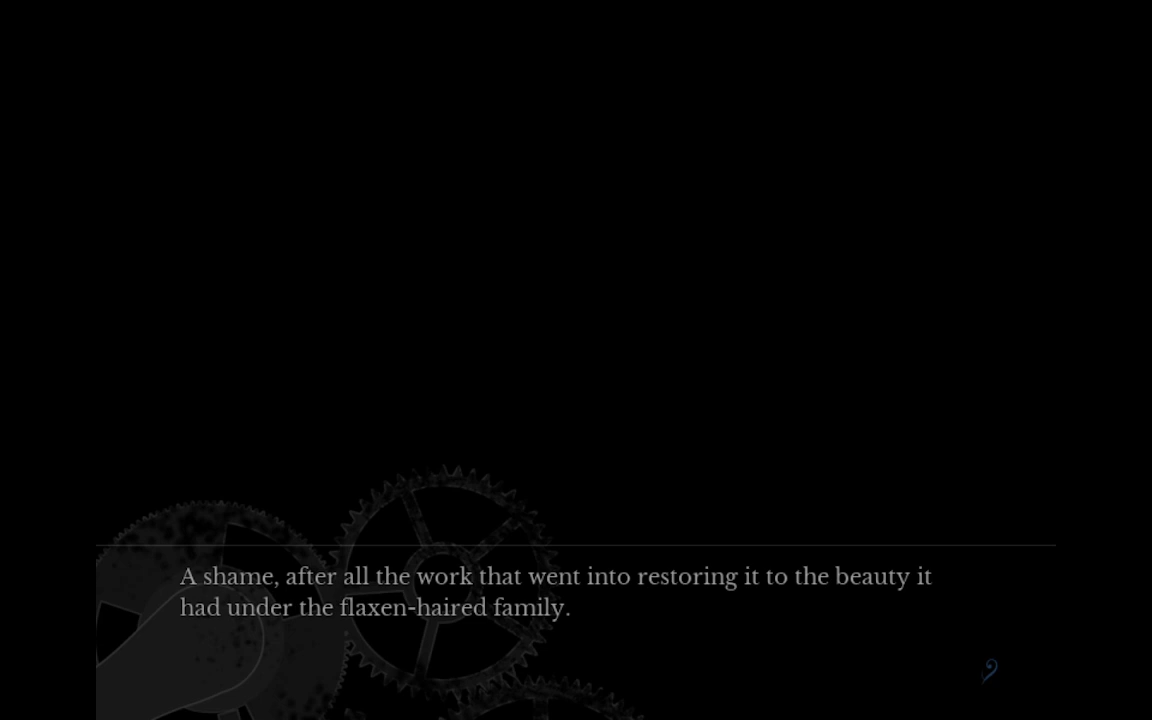 A shame, after all the work that went into restoring it to the beauty it
had under the flaxen-haired family.